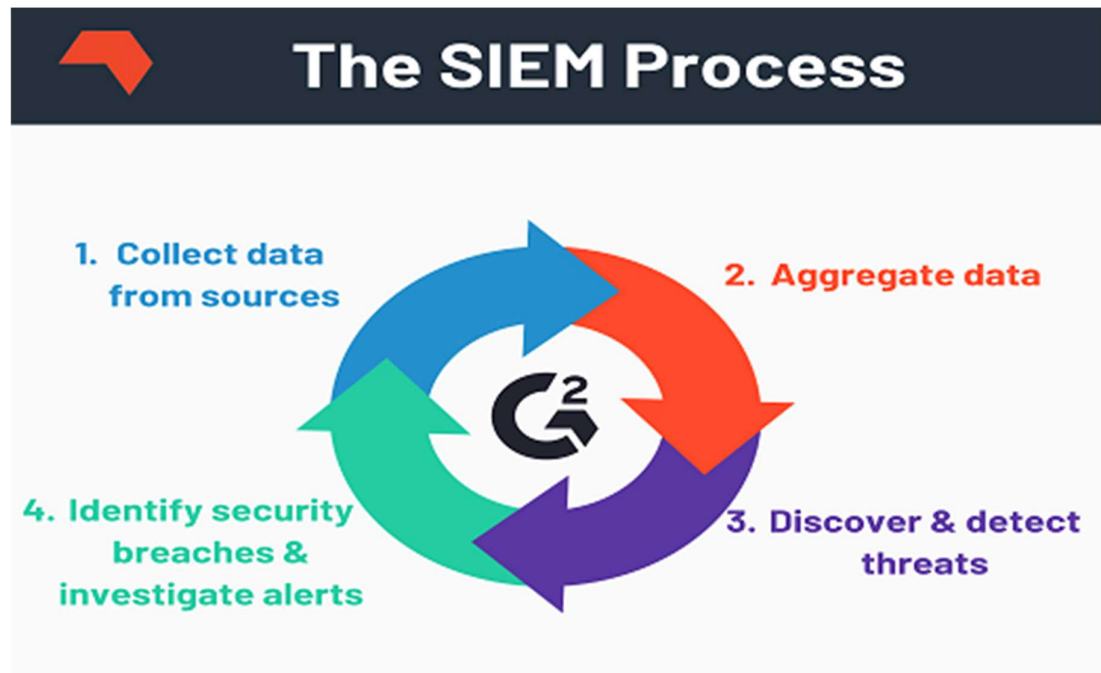 The SIEM Process
1. Collect data
from sources
2. Aggregate data
G2
3. Discover & detect
threats
4. Identify security
breaches &
investigate alerts